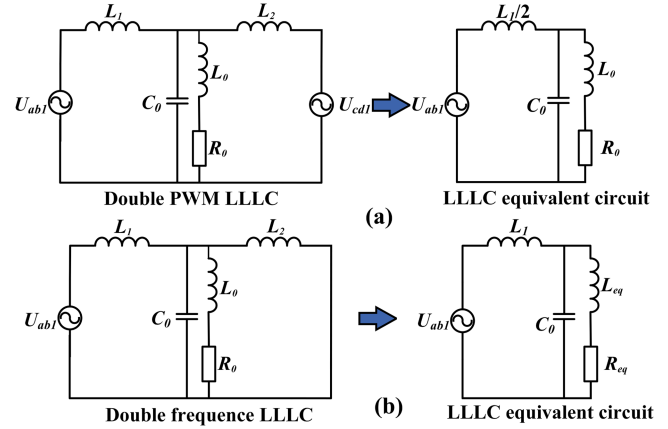 L1 L2 L1/2
L0 L0
Uab1 C0 Ucd1 Uab1 C0
R0 R0
Double PWM LLLC LLLC equivalent circuit
(a)
L1 L2 L1
L0 Leq
Uab1 C0 Uab1 C0
R0 Req
Double frequence LLLC (b) LLLC equivalent circuit